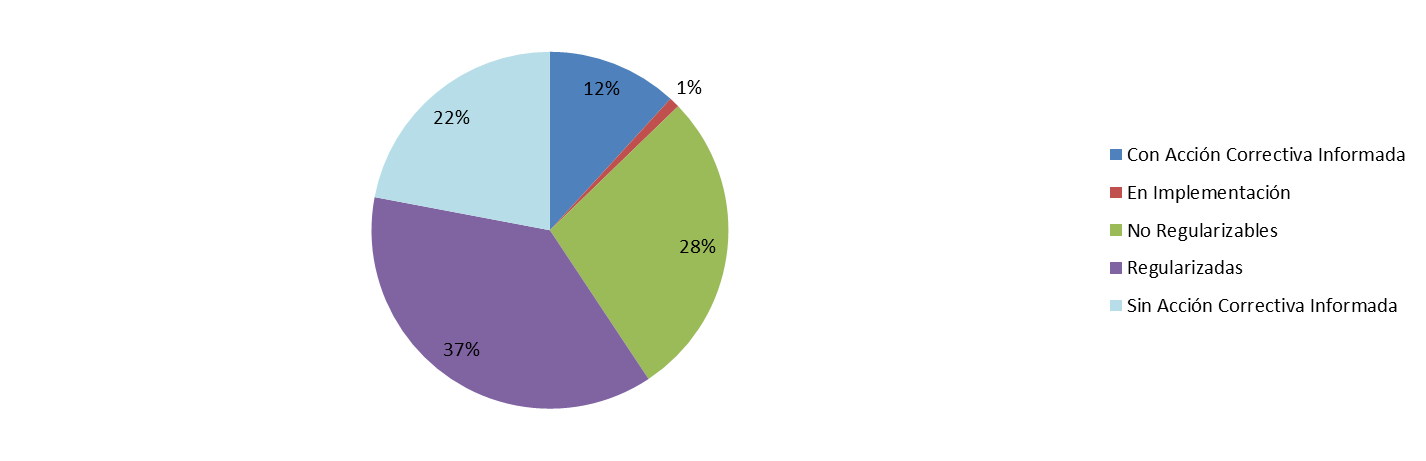 12%
1%
22%
28%
37%
Con Acción Correctiva Informada
En Implementación
No Regularizables
Regularizadas
Sin Acción Correctiva Informada